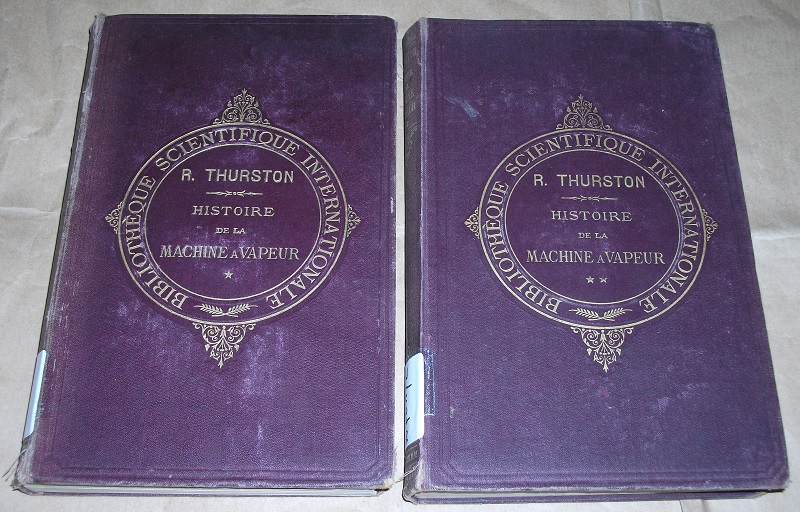 BIBLIOTHÈQUE SCIENTIFIQUE INTERNATIONALE
R. THURSTON
HISTOIRE
DE LA
MACHINE À VAPEUR
*
BIBLIOTHÈQUE SCIENTIFIQUE INTERNATIONALE
R. THURSTON
HISTOIRE
DE LA
MACHINE À VAPEUR
**